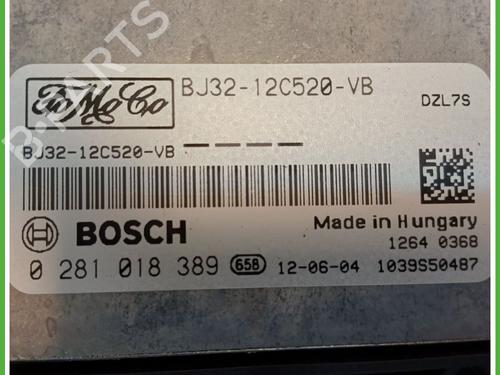 FoMoCo
BJ32-12C520-VB
DZL7S
BJ32-12C520-VB
BOSCH
Made in Hungary
1264 0368
0 281 018 389 658 12-06-04 1039S50487
PARTS